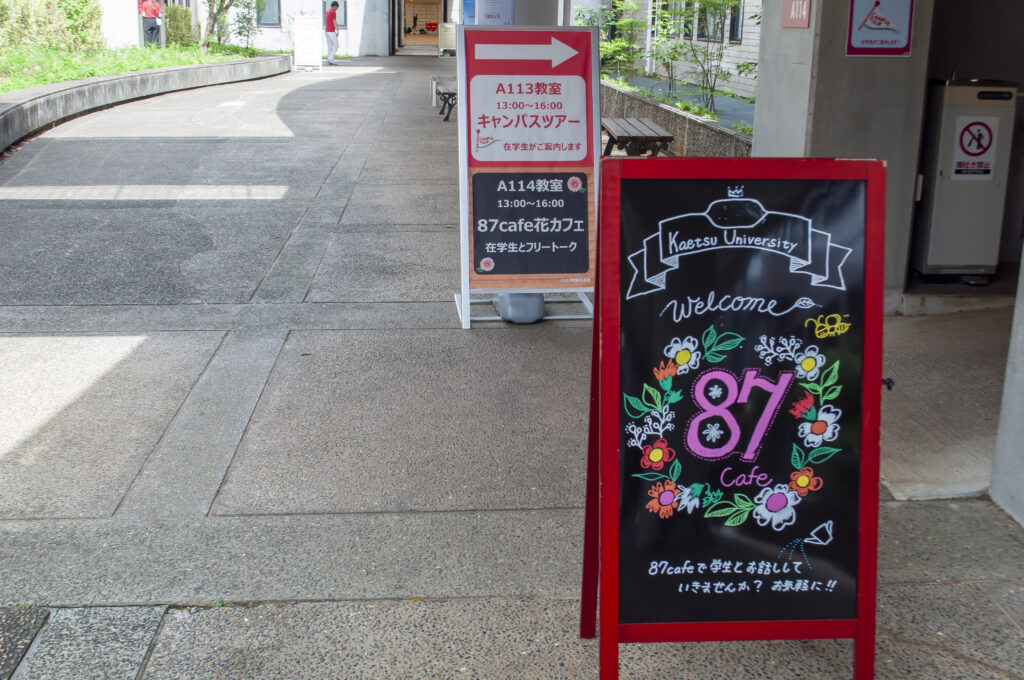 A113教室
13:00~16:00
キャンパスツアー
在学生がご案内します
A114教室
13:00~16:00
87cafe花カフェ
在学生とフリートーク
A114
Kaetsu University
Welcome
87
Cafe
87cafeで学生とお話しして
いきませんか? お気軽に!!